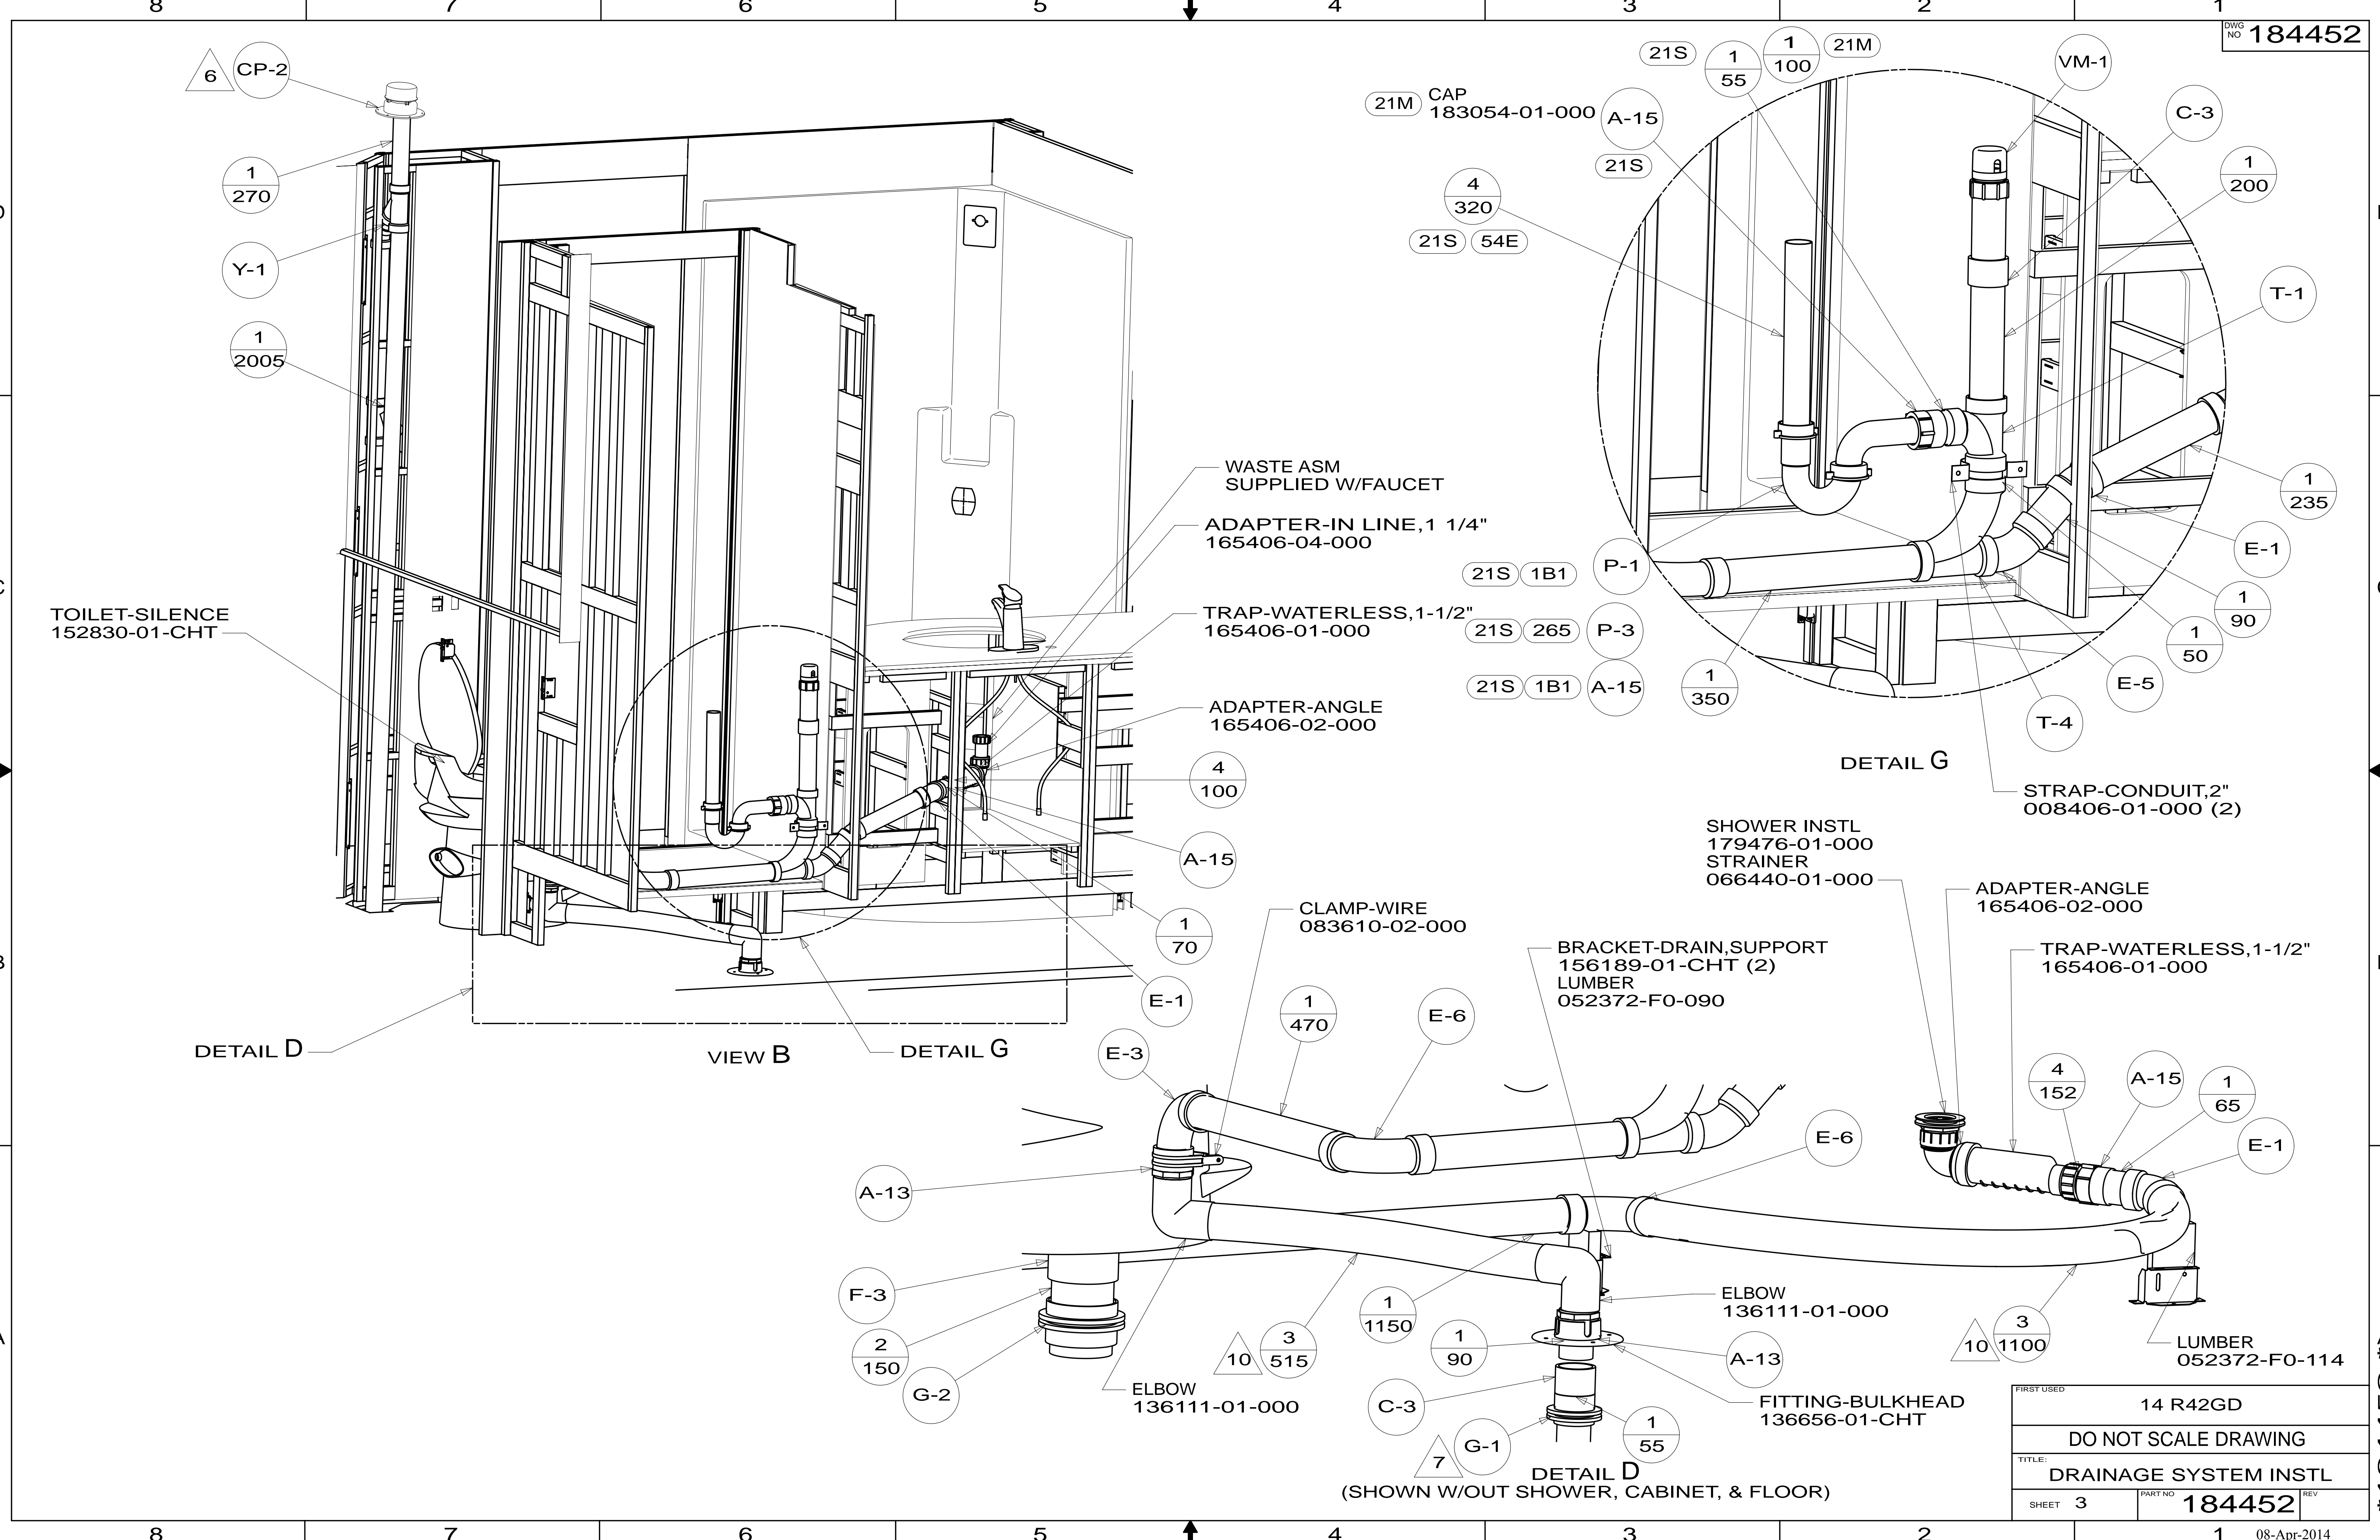 8 7 6 5 4 3 2 1
DWG NO 184452
6 CP-2
1 270
Y-1
1 2005
TOILET-SILENCE
152830-01-CHT
WASTE ASM
SUPPLIED W/FAUCET
ADAPTER-IN LINE,1 1/4"
165406-04-000
TRAP-WATERLESS,1-1/2"
165406-01-000
ADAPTER-ANGLE
165406-02-000
4 100
A-15
1 70
E-1
DETAIL D
VIEW B
DETAIL G
21S 1 55 1 100 21M
VM-1
21M CAP
183054-01-000
A-15
21S
C-3
4 320
21S 54E
1 200
T-1
1 235
E-1
21S 1B1 P-1
1 90
21S 265 P-3
1 50
21S 1B1 A-15
1 350
E-5
T-4
DETAIL G
STRAP-CONDUIT,2"
008406-01-000 (2)
SHOWER INSTL
179476-01-000
STRAINER
066440-01-000
ADAPTER-ANGLE
165406-02-000
CLAMP-WIRE
083610-02-000
BRACKET-DRAIN,SUPPORT
156189-01-CHT (2)
LUMBER
052372-F0-090
TRAP-WATERLESS,1-1/2"
165406-01-000
E-3
1 470
E-6
4 152
A-15
1 65
E-1
E-6
A-13
F-3
2 150
G-2
ELBOW
136111-01-000
10 3 515
1 1150
1 90
ELBOW
136111-01-000
A-13
C-3
FITTING-BULKHEAD
136656-01-CHT
1 55
7 G-1
10 3 1100
LUMBER
052372-F0-114
DETAIL D
(SHOWN W/OUT SHOWER, CABINET, & FLOOR)
FIRST USED
14 R42GD
DO NOT SCALE DRAWING
TITLE:
DRAINAGE SYSTEM INSTL
SHEET 3 PART NO 184452 REV
8 7 6 5 4 3 2 1
08-Apr-2014